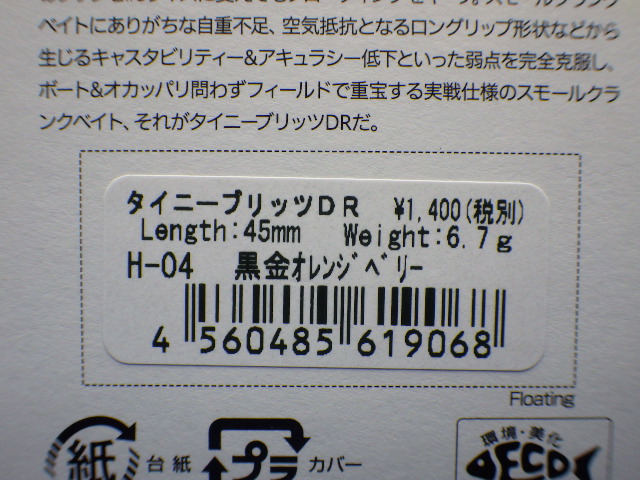 ベイトにありがちな自重不足、空気抵抗となるロングリップ形状などから
生じるキャスタビリティー&アキュラシー低下といった弱点を完全克服し、
ボート&オカッパリ問わずフィールドで重宝する実戦仕様のスモールクラ
ンクベイト、それがタイニーブリッツDRだ。
タイニーブリッツDR ¥1,400(税別)
Length:45mm Weight:6.7g
H-04 黒金オレンジベリー
4 560485 619068
Floating
紙 台紙 プラ カバー
環境・美化
DECO